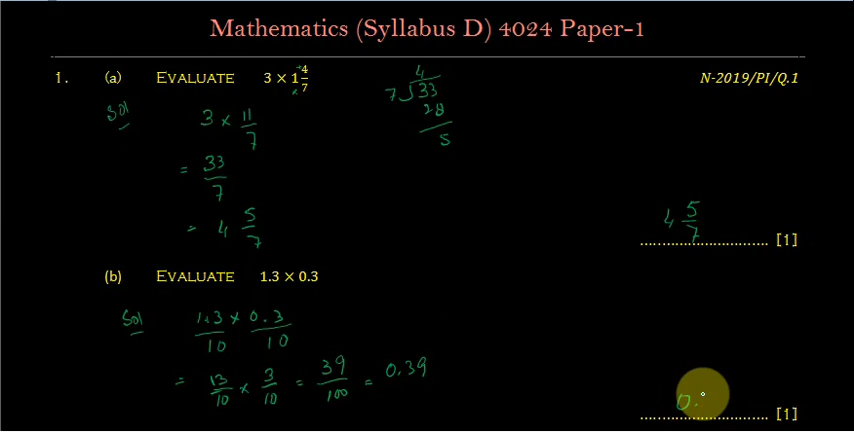 Mathematics (Syllabus D) 4024 Paper-1
1. (a) EVALUATE 3 × 1 4/7 N-2019/PI/Q.1
Sol 3 × 11/7
= 33/7
= 4 5/7
4
7 ) 33
28
5
4 5/7
.............................. [1]
(b) EVALUATE 1.3 × 0.3
Sol 1.3/10 × 0.3/10
= 13/10 × 3/10 = 39/100 = 0.39
0.
.............................. [1]